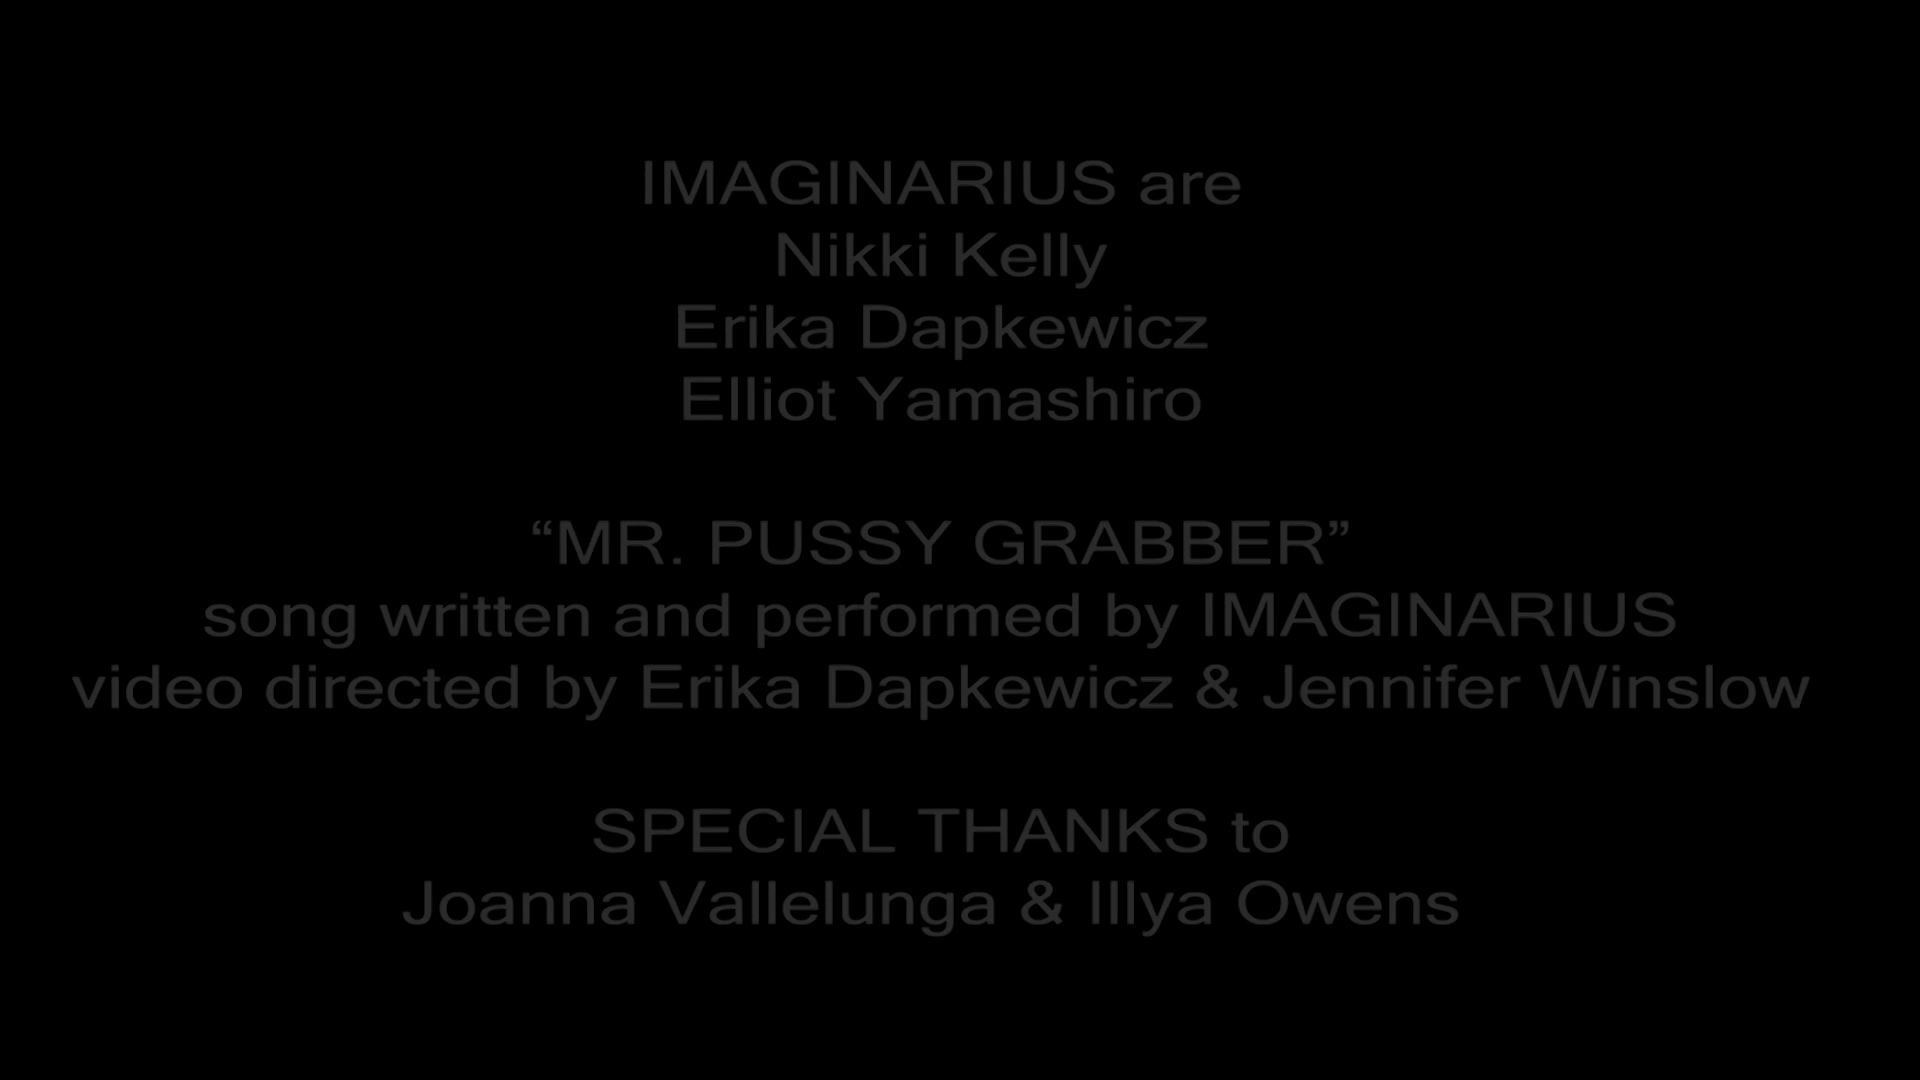 IMAGINARIUS are
Nikki Kelly
Erika Dapkewicz
Elliot Yamashiro
“MR. PUSSY GRABBER”
song written and performed by IMAGINARIUS
video directed by Erika Dapkewicz & Jennifer Winslow
SPECIAL THANKS to
Joanna Vallelunga & Illya Owens